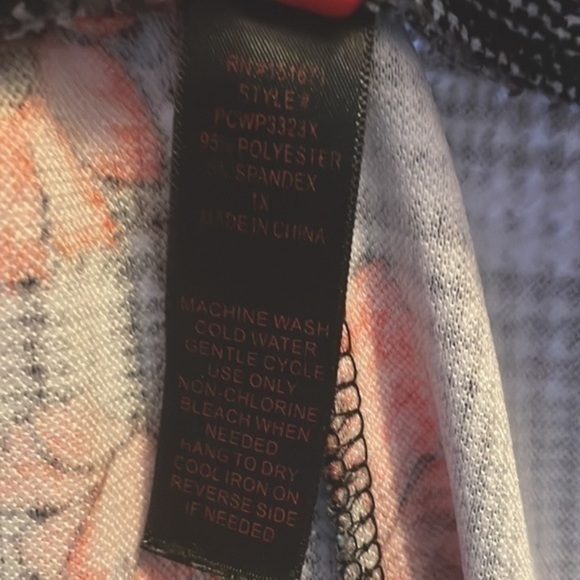 STYLE #
PCWP3323X
95% POLYESTER
5% SPANDEX
1X
MADE IN CHINA
MACHINE WASH
COLD WATER
GENTLE CYCLE
USE ONLY
NON-CHLORINE
BLEACH WHEN
NEEDED
HANG TO DRY
COOL IRON ON
REVERSE SIDE
IF NEEDED